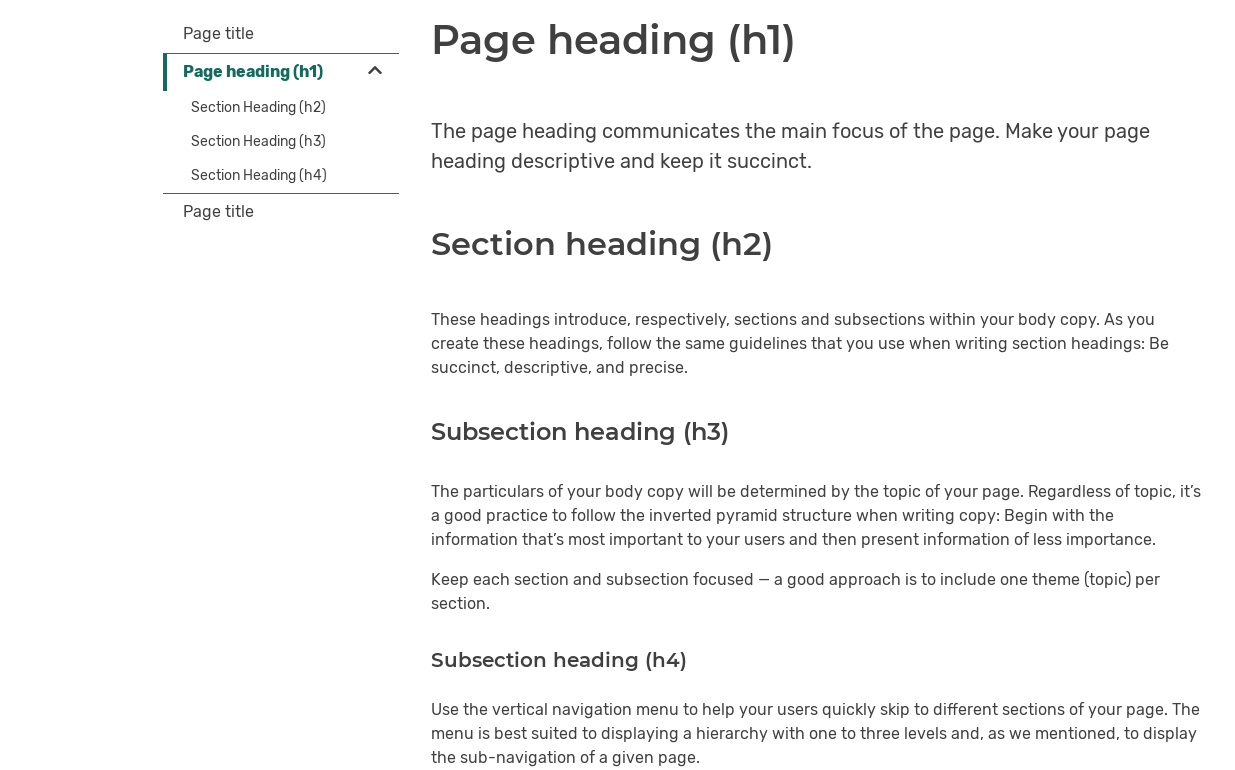 Page title
Page heading (h1)
Section Heading (h2)
Section Heading (h3)
Section Heading (h4)
Page title
Page heading (h1)
The page heading communicates the main focus of the page. Make your page
heading descriptive and keep it succinct.
Section heading (h2)
These headings introduce, respectively, sections and subsections within your body copy. As you
create these headings, follow the same guidelines that you use when writing section headings: Be
succinct, descriptive, and precise.
Subsection heading (h3)
The particulars of your body copy will be determined by the topic of your page. Regardless of topic, it’s
a good practice to follow the inverted pyramid structure when writing copy: Begin with the
information that’s most important to your users and then present information of less importance.
Keep each section and subsection focused — a good approach is to include one theme (topic) per
section.
Subsection heading (h4)
Use the vertical navigation menu to help your users quickly skip to different sections of your page. The
menu is best suited to displaying a hierarchy with one to three levels and, as we mentioned, to display
the sub-navigation of a given page.